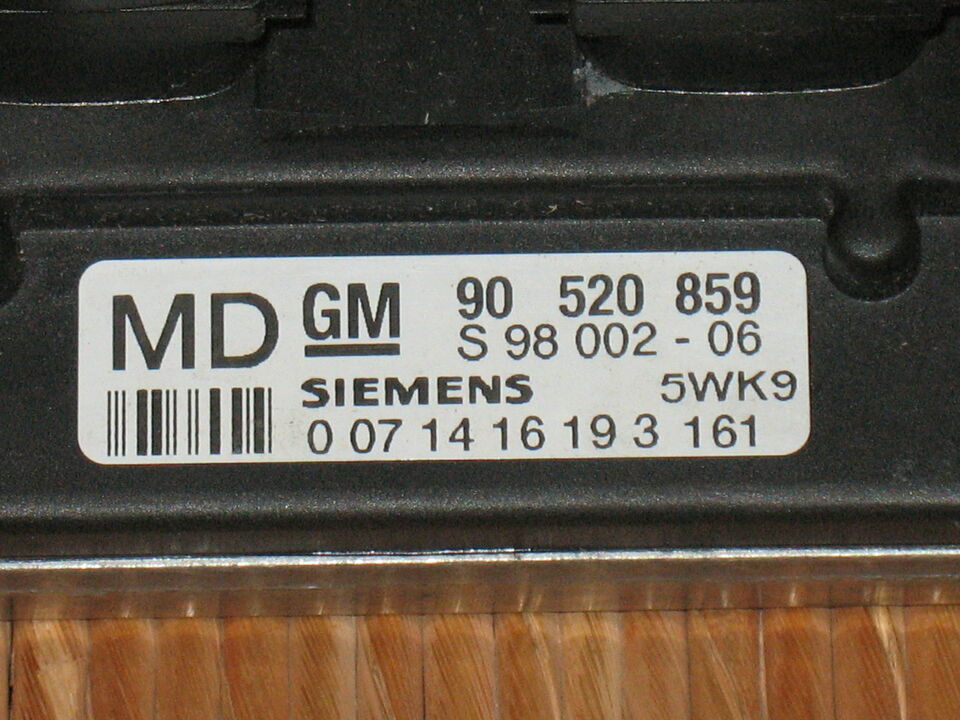 MD GM 90 520 859
S 98 002 - 06
SIEMENS 5WK9
0 07 14 16 19 3 161